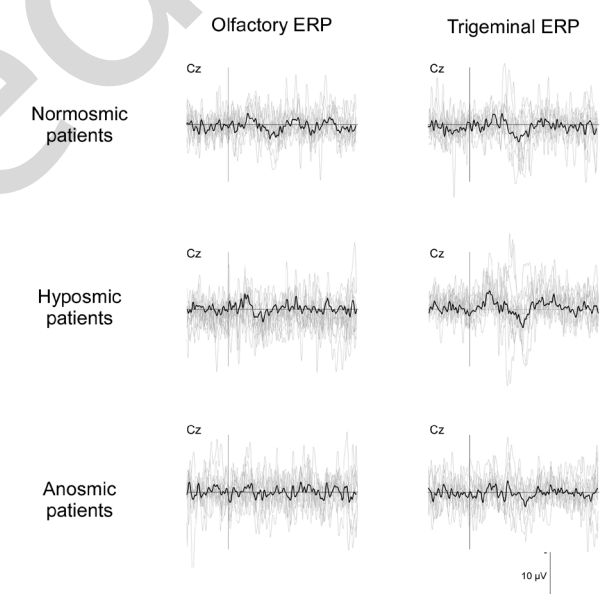 Olfactory ERP
Trigeminal ERP
Cz
Cz
Normosmic
patients
Cz
Cz
Hyposmic
patients
Cz
Cz
Anosmic
patients
10 µV